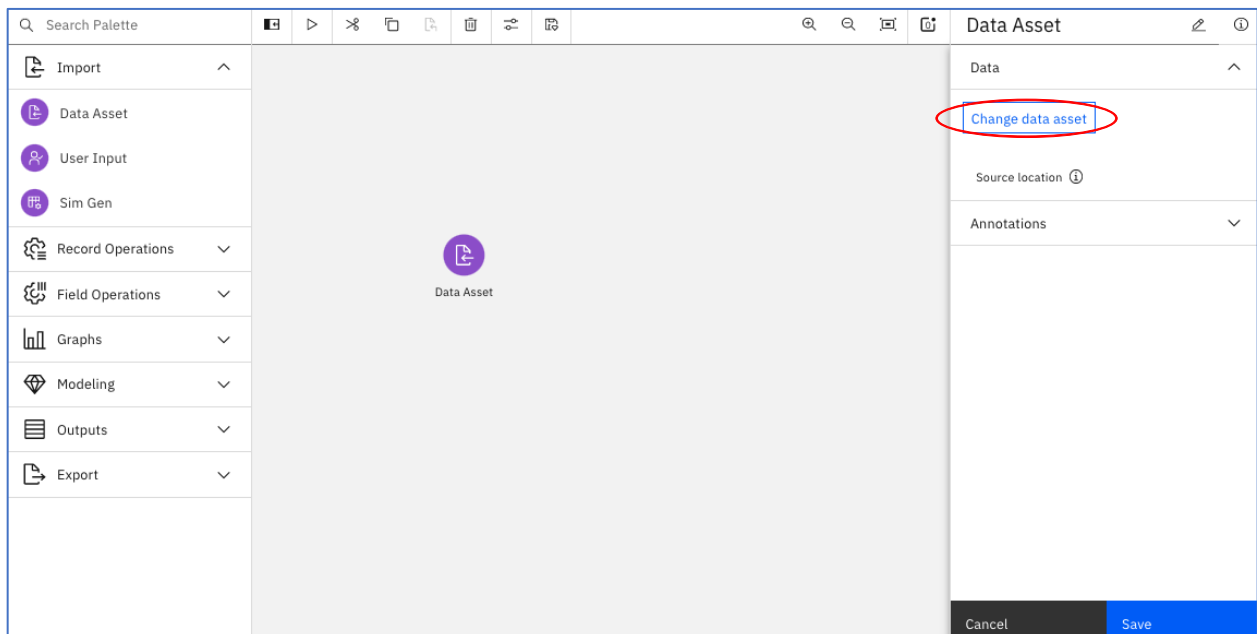 Search Palette
Import
Data Asset
User Input
Sim Gen
Record Operations
Field Operations
Graphs
Modeling
Outputs
Export
Data Asset
Data Asset
Data
Change data asset
Source location
Annotations
Cancel
Save